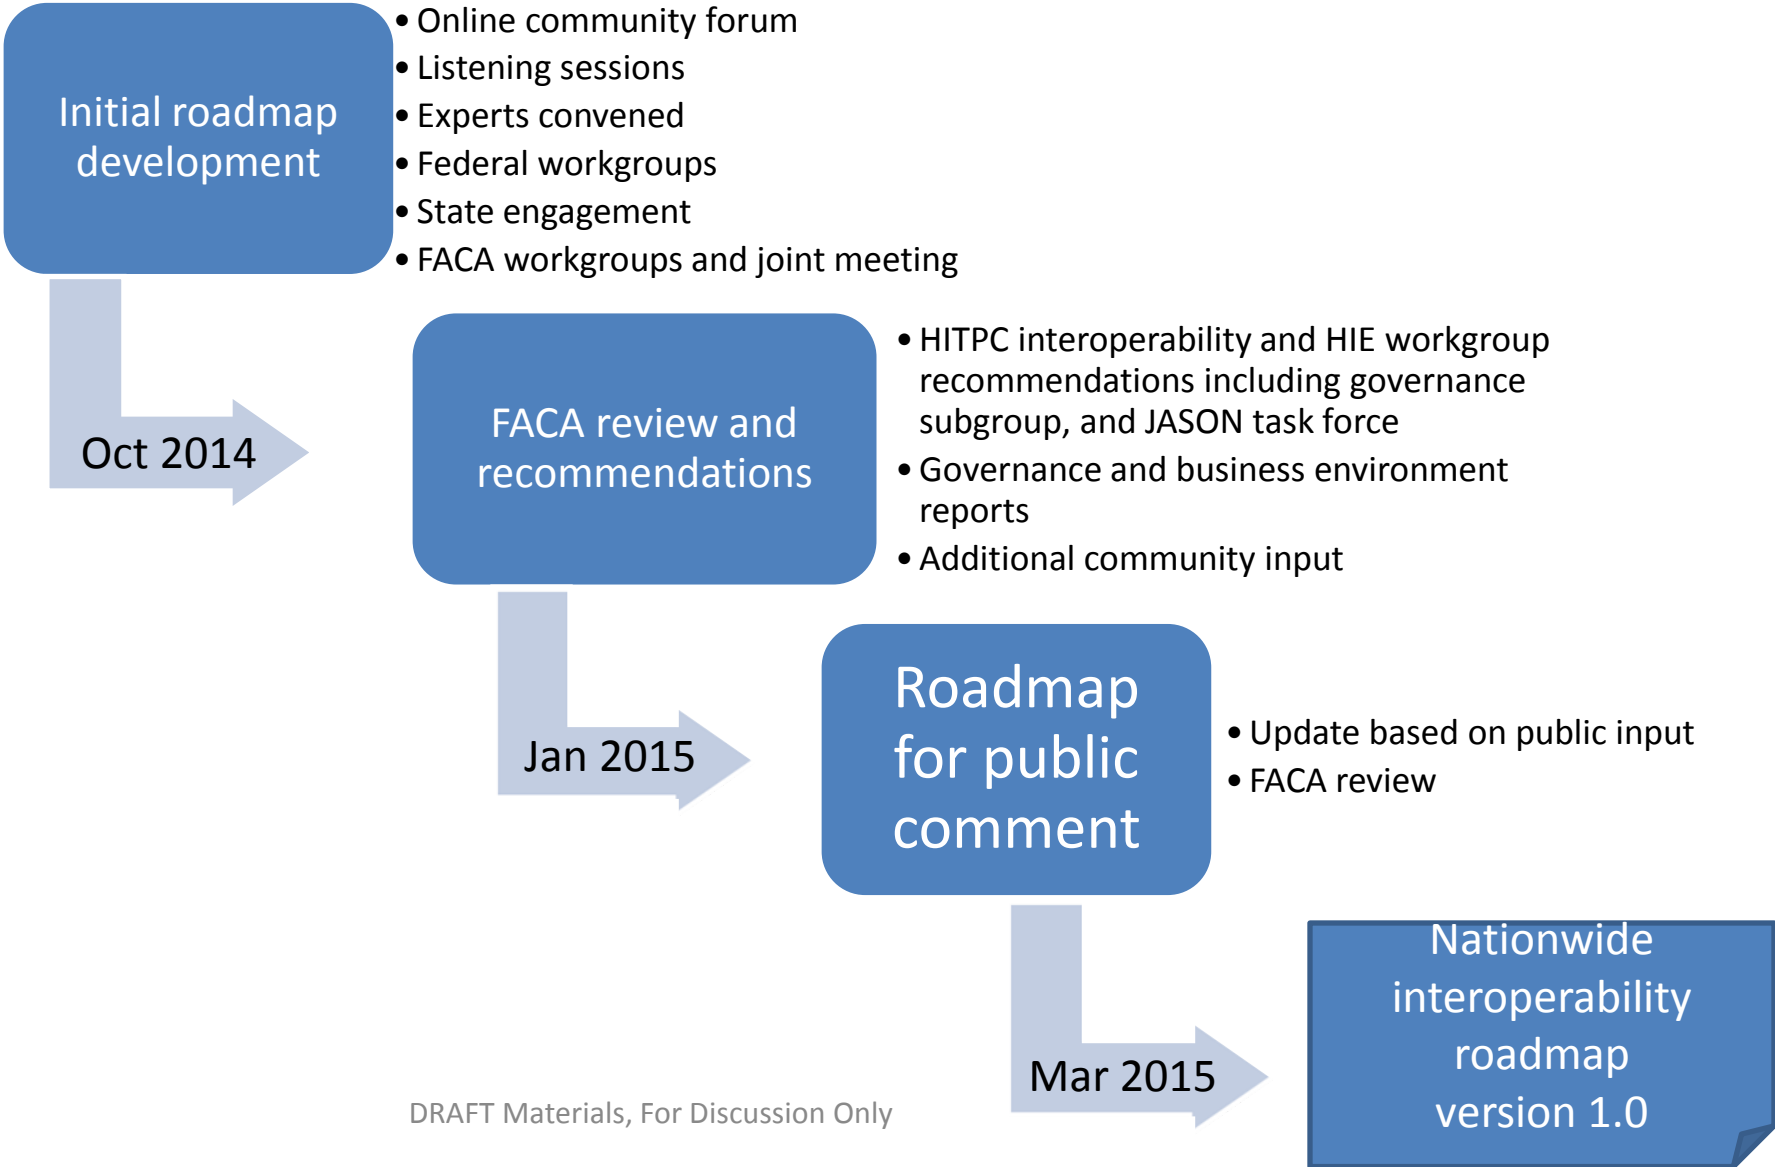 Initial roadmap
development
• Online community forum
• Listening sessions
• Experts convened
• Federal workgroups
• State engagement
• FACA workgroups and joint meeting
Oct 2014
FACA review and
recommendations
• HITPC interoperability and HIE workgroup
recommendations including governance
subgroup, and JASON task force
• Governance and business environment
reports
• Additional community input
Jan 2015
Roadmap
for public
comment
• Update based on public input
• FACA review
Mar 2015
Nationwide
interoperability
roadmap
version 1.0
DRAFT Materials, For Discussion Only